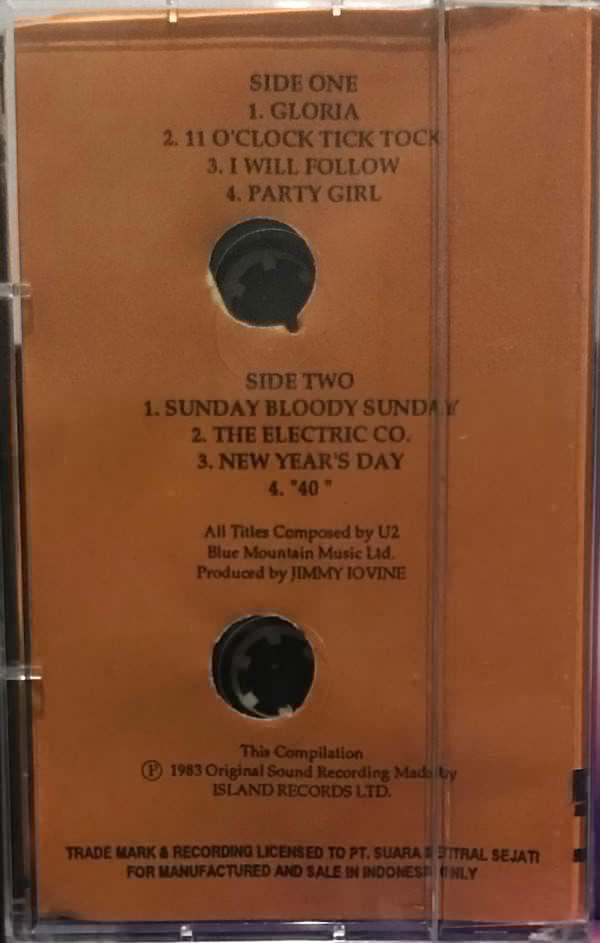 SIDE ONE
1. GLORIA
2. 11 O'CLOCK TICK TOCK
3. I WILL FOLLOW
4. PARTY GIRL
SIDE TWO
1. SUNDAY BLOODY SUNDAY
2. THE ELECTRIC CO.
3. NEW YEAR'S DAY
4. "40 "
All Titles Composed by U2
Blue Mountain Music Ltd.
Produced by JIMMY IOVINE
This Compilation
Ⓟ 1983 Original Sound Recording Made by
ISLAND RECORDS LTD.
TRADE MARK & RECORDING LICENSED TO PT. SUARA SENTRAL SEJATI
FOR MANUFACTURED AND SALE IN INDONESIA ONLY